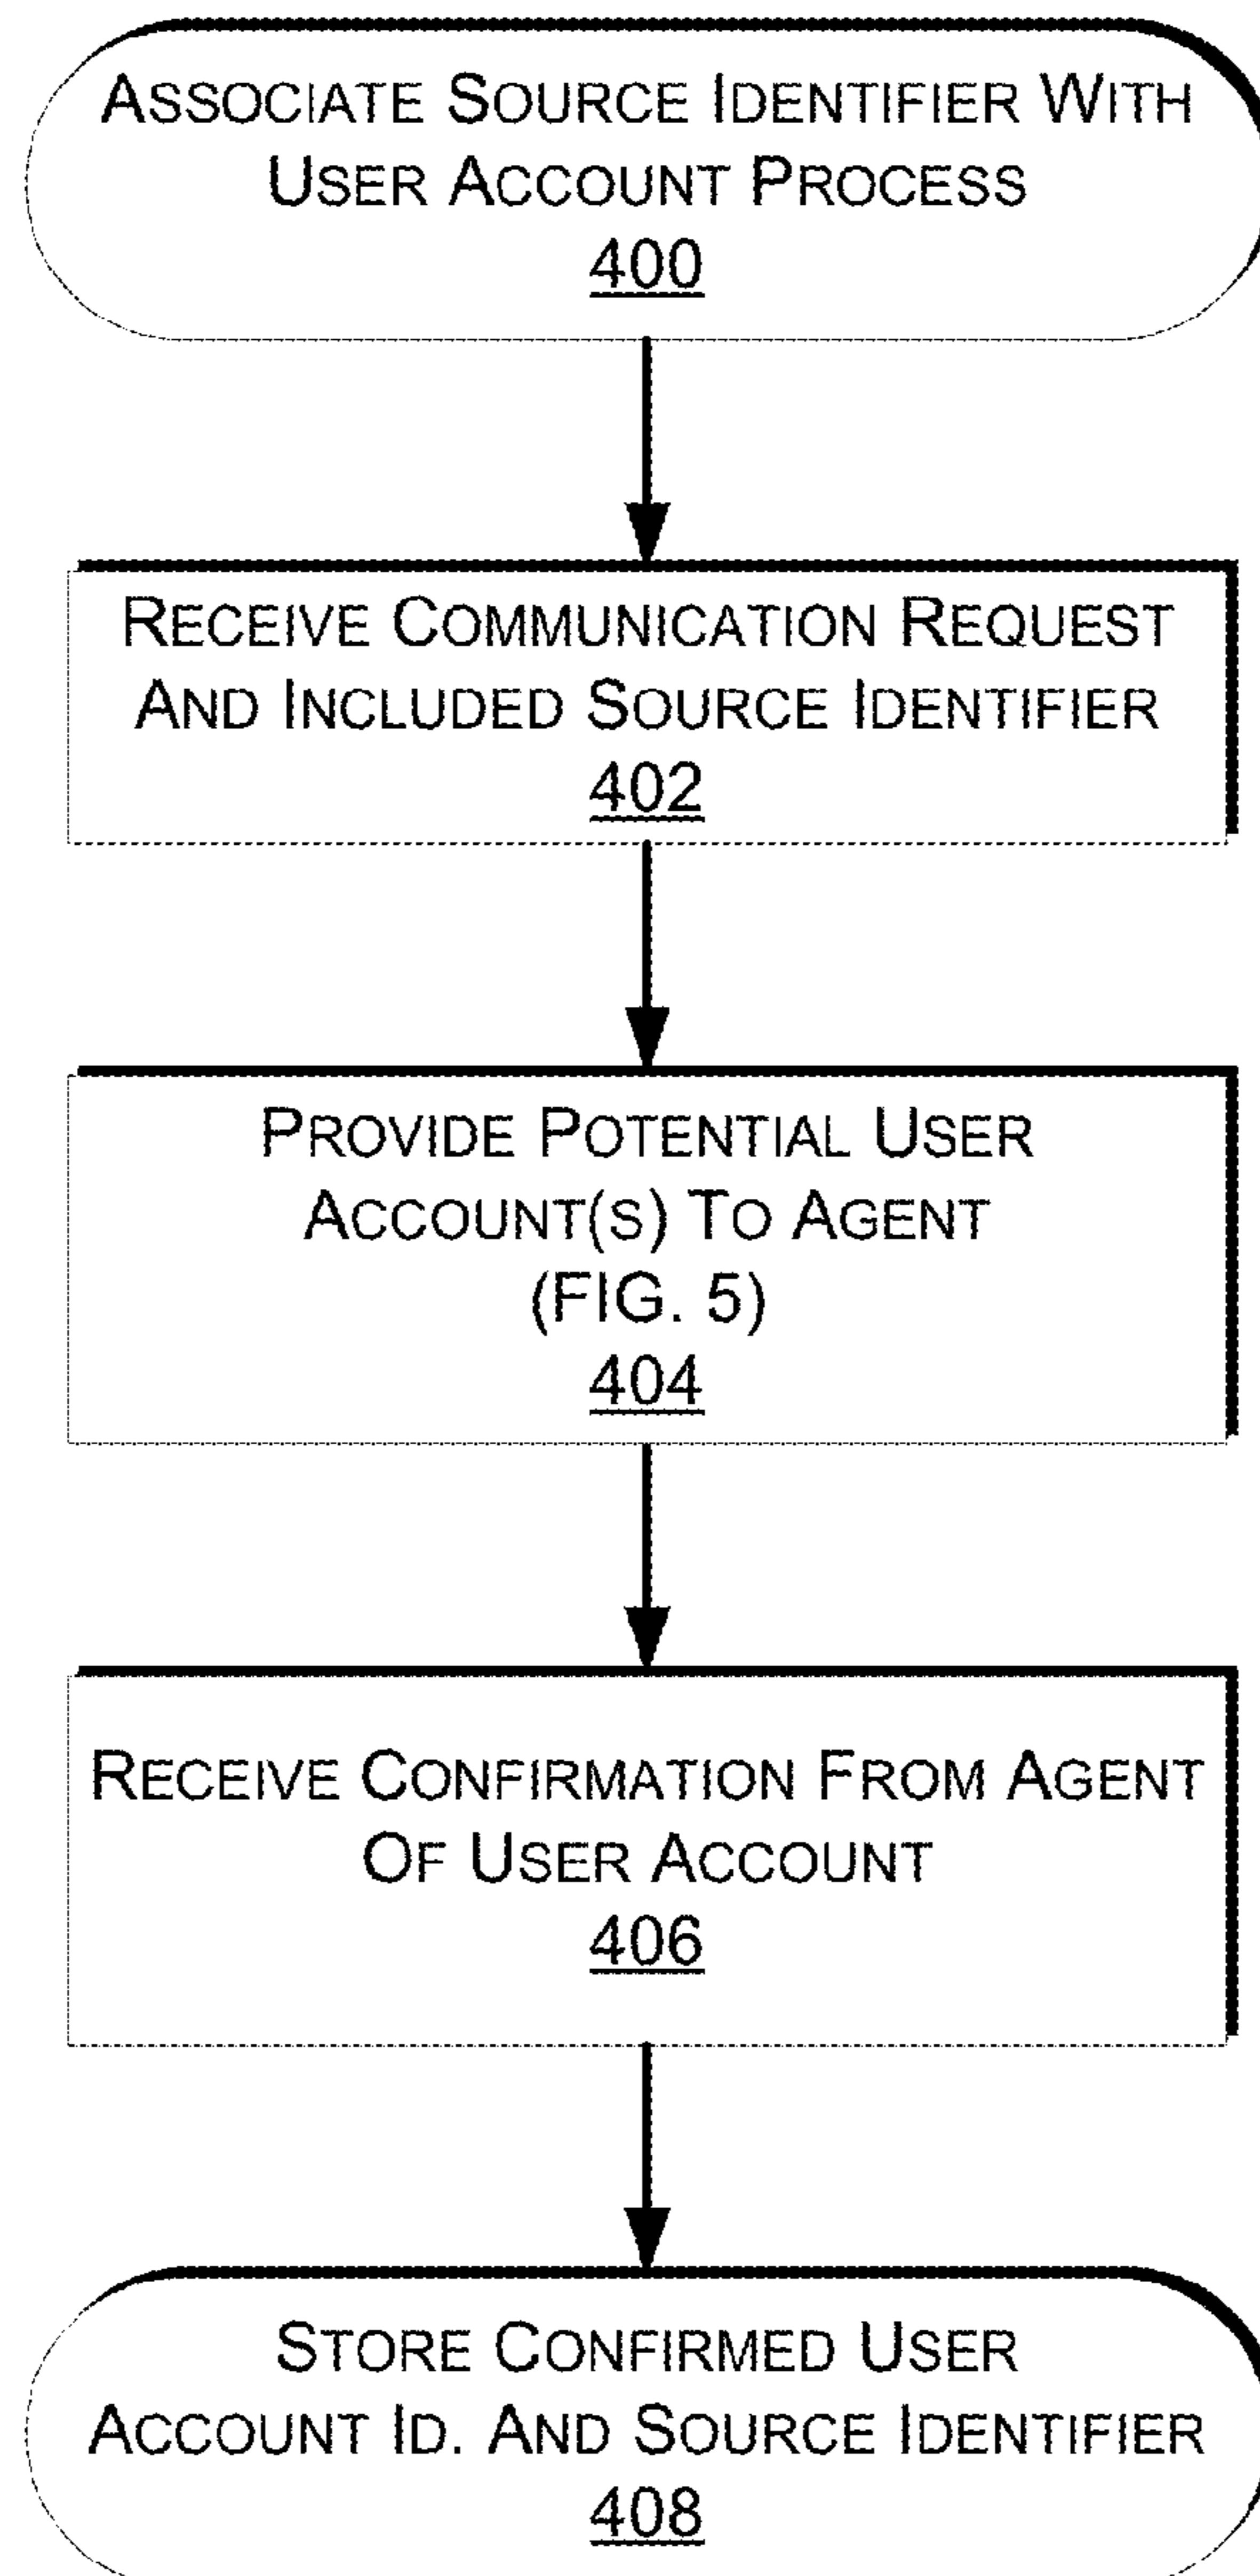 ASSOCIATE SOURCE IDENTIFIER WITH
USER ACCOUNT PROCESS
400
RECEIVE COMMUNICATION REQUEST
AND INCLUDED SOURCE IDENTIFIER
402
PROVIDE POTENTIAL USER
ACCOUNT(S) TO AGENT
(FIG. 5)
404
RECEIVE CONFIRMATION FROM AGENT
OF USER ACCOUNT
406
STORE CONFIRMED USER
ACCOUNT ID. AND SOURCE IDENTIFIER
408